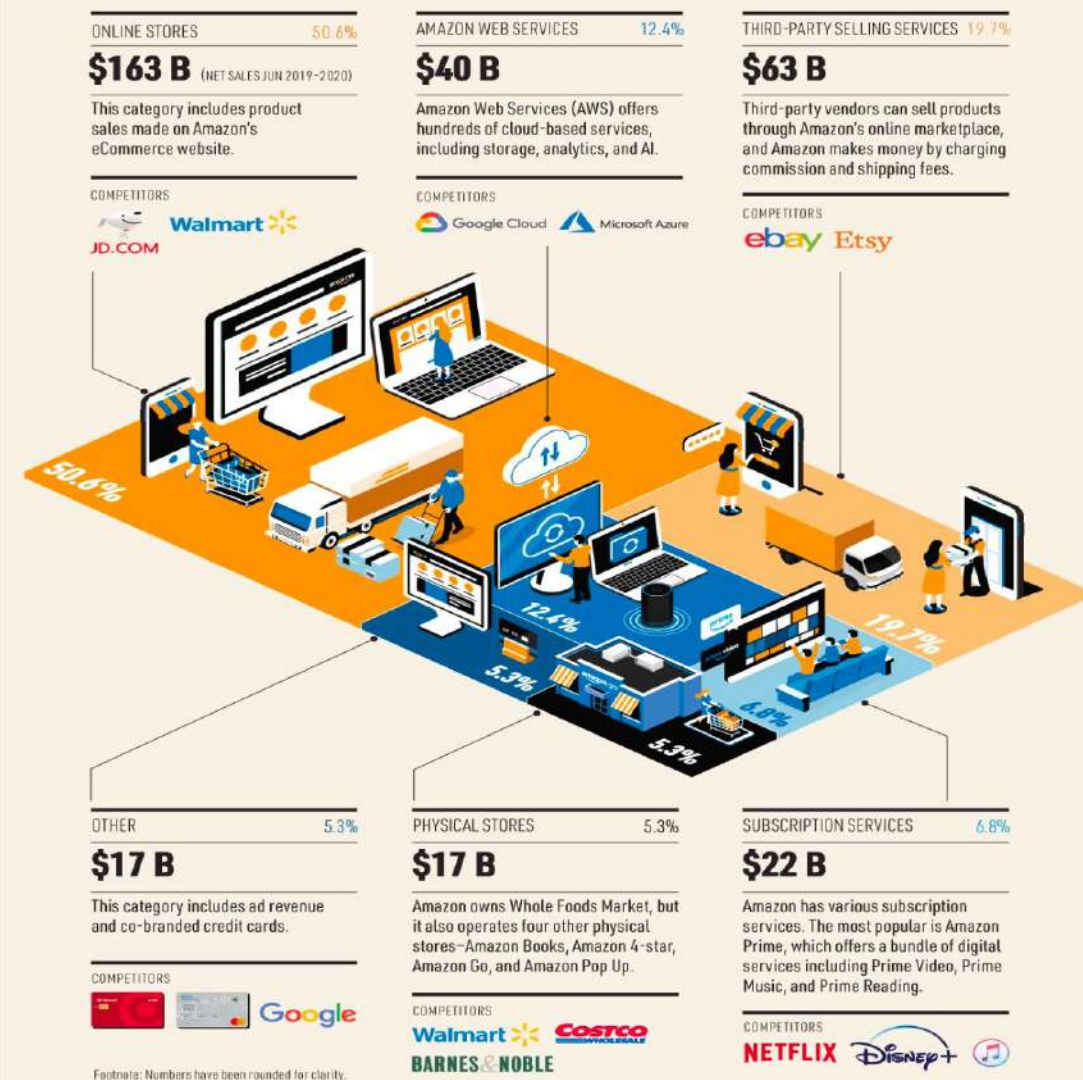 ONLINE STORES 50.6%
$163 B (NET SALES JUN 2019-2020)
This category includes product
sales made on Amazon's
eCommerce website.
COMPETITORS
JD.COM
Walmart
AMAZON WEB SERVICES 12.4%
$40 B
Amazon Web Services (AWS) offers
hundreds of cloud-based services,
including storage, analytics, and AI.
COMPETITORS
Google Cloud
Microsoft Azure
THIRD-PARTY SELLING SERVICES 19.7%
$63 B
Third-party vendors can sell products
through Amazon's online marketplace,
and Amazon makes money by charging
commission and shipping fees.
COMPETITORS
ebay Etsy
50.6%
12.4%
19.7%
5.3%
prime
6.8%
5.3%
OTHER 5.3%
$17 B
This category includes ad revenue
and co-branded credit cards.
COMPETITORS
Google
PHYSICAL STORES 5.3%
$17 B
Amazon owns Whole Foods Market, but
it also operates four other physical
stores–Amazon Books, Amazon 4-star,
Amazon Go, and Amazon Pop Up.
COMPETITORS
Walmart COSTCO WHOLESALE
BARNES & NOBLE
SUBSCRIPTION SERVICES 6.8%
$22 B
Amazon has various subscription
services. The most popular is Amazon
Prime, which offers a bundle of digital
services including Prime Video, Prime
Music, and Prime Reading.
COMPETITORS
NETFLIX Disney+
Footnote: Numbers have been rounded for clarity.